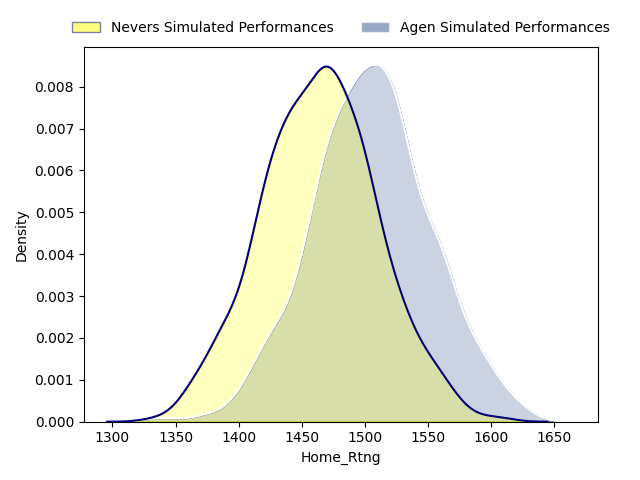 Nevers Simulated Performances Agen Simulated Performances
0.008
0.007
0.006
0.005
0.004
0.003
0.002
0.001
0.000
Density
1300 1350 1400 1450 1500 1550 1600 1650
Home_Rtng